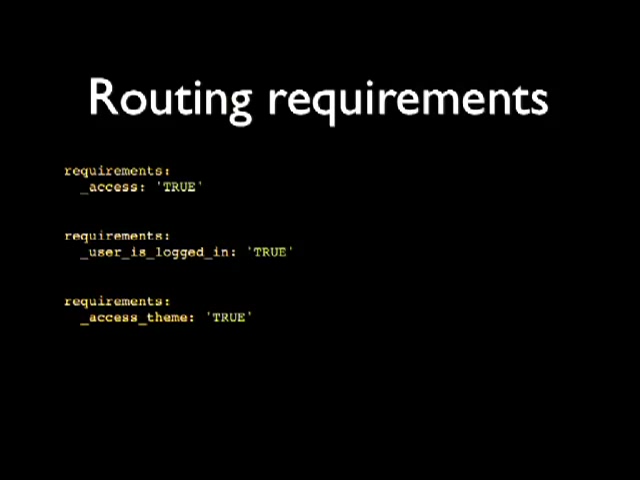 Routing requirements
requirements:
_access: 'TRUE'
requirements:
_user_is_logged_in: 'TRUE'
requirements:
_access_theme: 'TRUE'